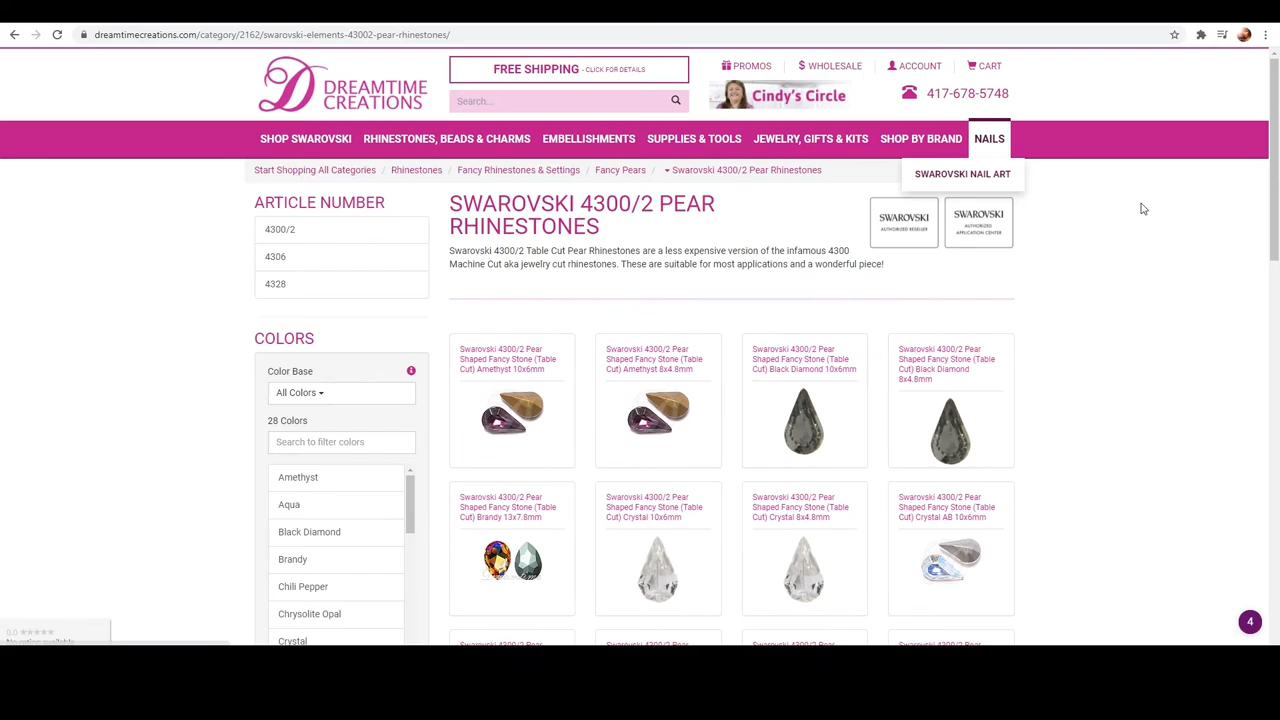 dreamtimecreations.com/category/2162/swarovski-elements-43002-pear-rhinestones/
DREAMTIME
CREATIONS
FREE SHIPPING - CLICK FOR DETAILS
Search...
PROMOS
$ WHOLESALE
ACCOUNT
CART
Cindy's Circle
417-678-5748
SHOP SWAROVSKI
RHINESTONES, BEADS & CHARMS
EMBELLISHMENTS
SUPPLIES & TOOLS
JEWELRY, GIFTS & KITS
SHOP BY BRAND
NAILS
SWAROVSKI NAIL ART
Start Shopping All Categories / Rhinestones / Fancy Rhinestones & Settings / Fancy Pears / Swarovski 4300/2 Pear Rhinestones
ARTICLE NUMBER
4300/2
4306
4328
COLORS
Color Base
All Colors
28 Colors
Search to filter colors
Amethyst
Aqua
Black Diamond
Brandy
Chili Pepper
Chrysolite Opal
Crystal
SWAROVSKI 4300/2 PEAR
RHINESTONES
SWAROVSKI
AUTHORIZED RESELLER
SWAROVSKI
AUTHORIZED
APPLICATION CENTER
Swarovski 4300/2 Table Cut Pear Rhinestones are a less expensive version of the infamous 4300
Machine Cut aka jewelry cut rhinestones. These are suitable for most applications and a wonderful piece!
Swarovski 4300/2 Pear
Shaped Fancy Stone (Table
Cut) Amethyst 10x6mm
Swarovski 4300/2 Pear
Shaped Fancy Stone (Table
Cut) Amethyst 8x4.8mm
Swarovski 4300/2 Pear
Shaped Fancy Stone (Table
Cut) Black Diamond 10x6mm
Swarovski 4300/2 Pear
Shaped Fancy Stone (Table
Cut) Black Diamond
8x4.8mm
Swarovski 4300/2 Pear
Shaped Fancy Stone (Table
Cut) Brandy 13x7.8mm
Swarovski 4300/2 Pear
Shaped Fancy Stone (Table
Cut) Crystal 10x6mm
Swarovski 4300/2 Pear
Shaped Fancy Stone (Table
Cut) Crystal 8x4.8mm
Swarovski 4300/2 Pear
Shaped Fancy Stone (Table
Cut) Crystal AB 10x6mm
0.0
No rating available
4